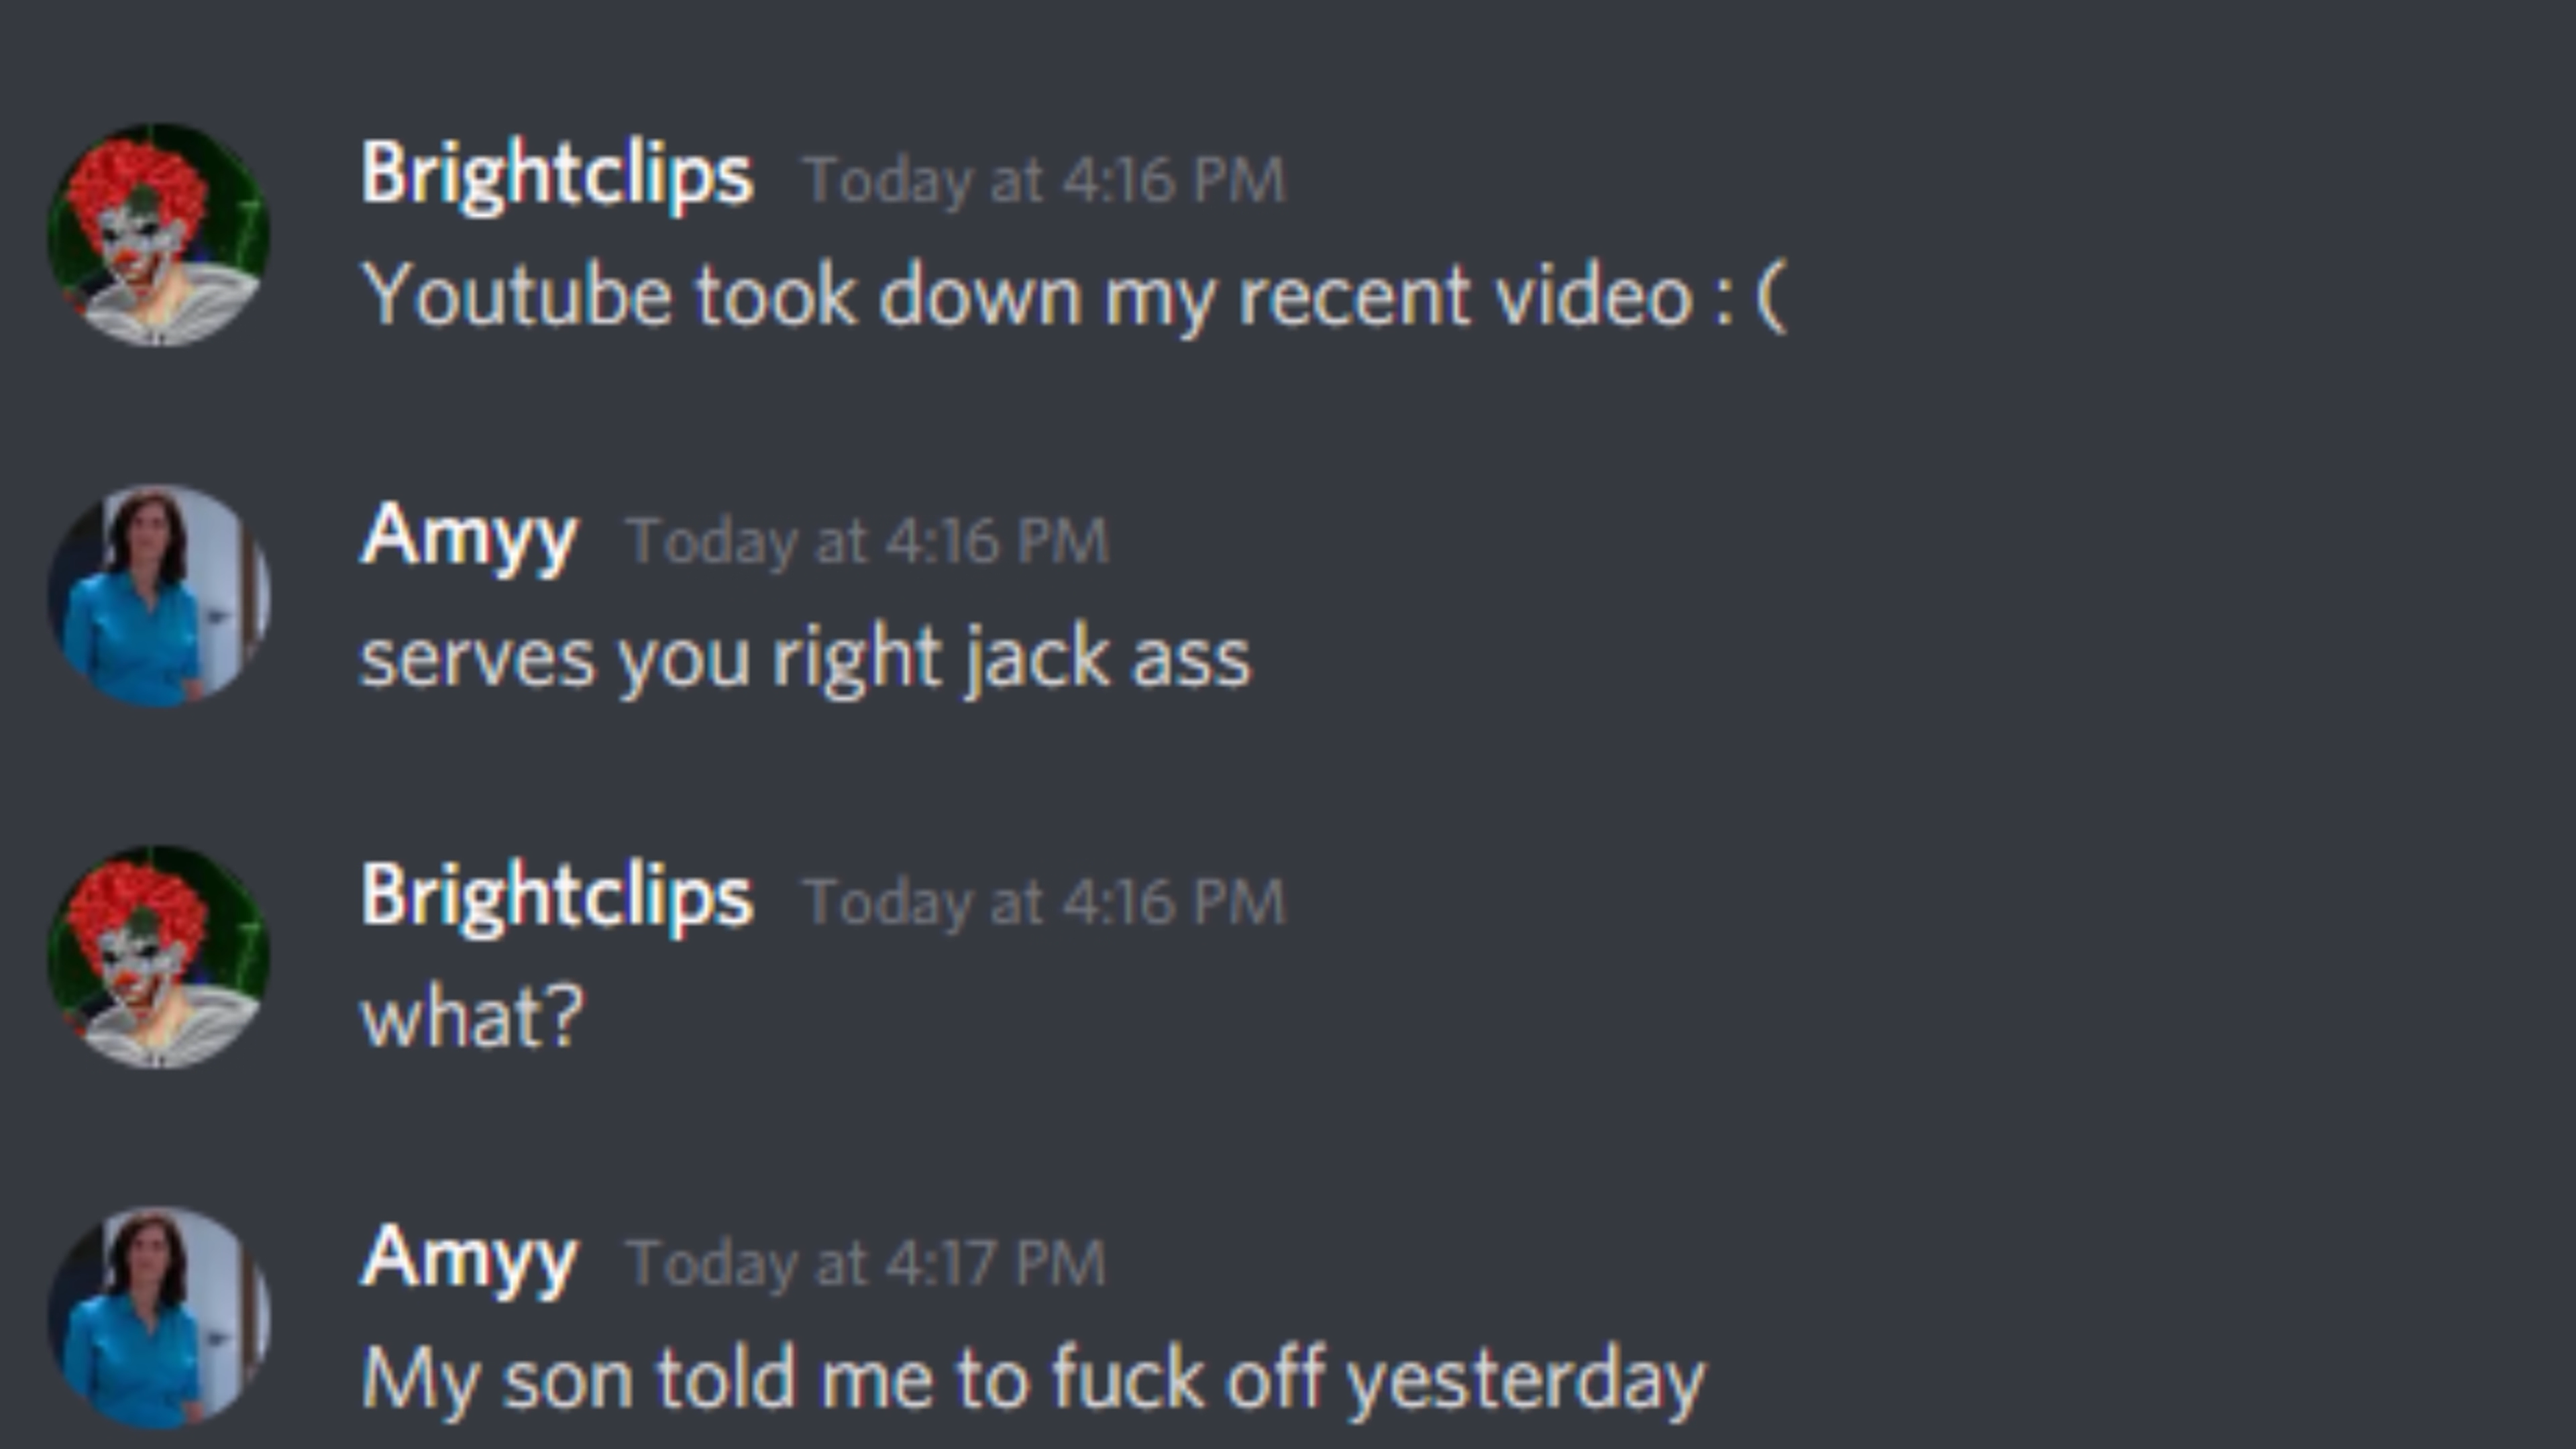 Brightclips Today at 4:16 PM
Youtube took down my recent video : (
Amyy Today at 4:16 PM
serves you right jack ass
Brightclips Today at 4:16 PM
what?
Amyy Today at 4:17 PM
My son told me to fuck off yesterday